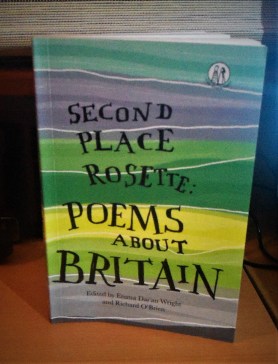 SECOND
PLACE
ROSETTE:
POEMS
ABOUT
BRITAIN
Edited by Emma Dai'an Wright
and Richard O'Brien